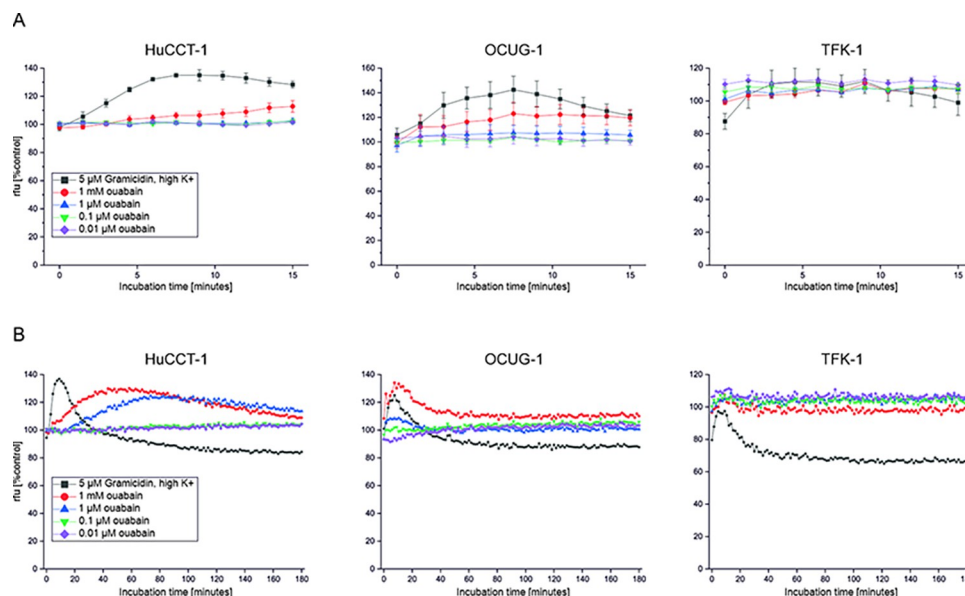 A
HuCCT-1
OCUG-1
TFK-1
rfu [%control]
140
120
100
80
60
40
20
0
5 µM Gramicidin, high K+
1 mM ouabain
1 µM ouabain
0.1 µM ouabain
0.01 µM ouabain
0 5 10 15
Incubation time [minutes]
160
140
120
100
80
60
40
20
0
0 5 10 15
Incubation time [minutes]
120
100
80
60
40
20
0
0 5 10 15
Incubation time [minutes]
B
HuCCT-1
OCUG-1
TFK-1
rfu [%control]
140
120
100
80
60
40
20
0
5 µM Gramicidin, high K+
1 mM ouabain
1 µM ouabain
0.1 µM ouabain
0.01 µM ouabain
0 20 40 60 80 100 120 140 160 180
Incubation time [minutes]
140
120
100
80
60
40
20
0
0 20 40 60 80 100 120 140 160 180
Incubation time [minutes]
120
100
80
60
40
20
0
0 20 40 60 80 100 120 140 160
Incubation time [minutes]